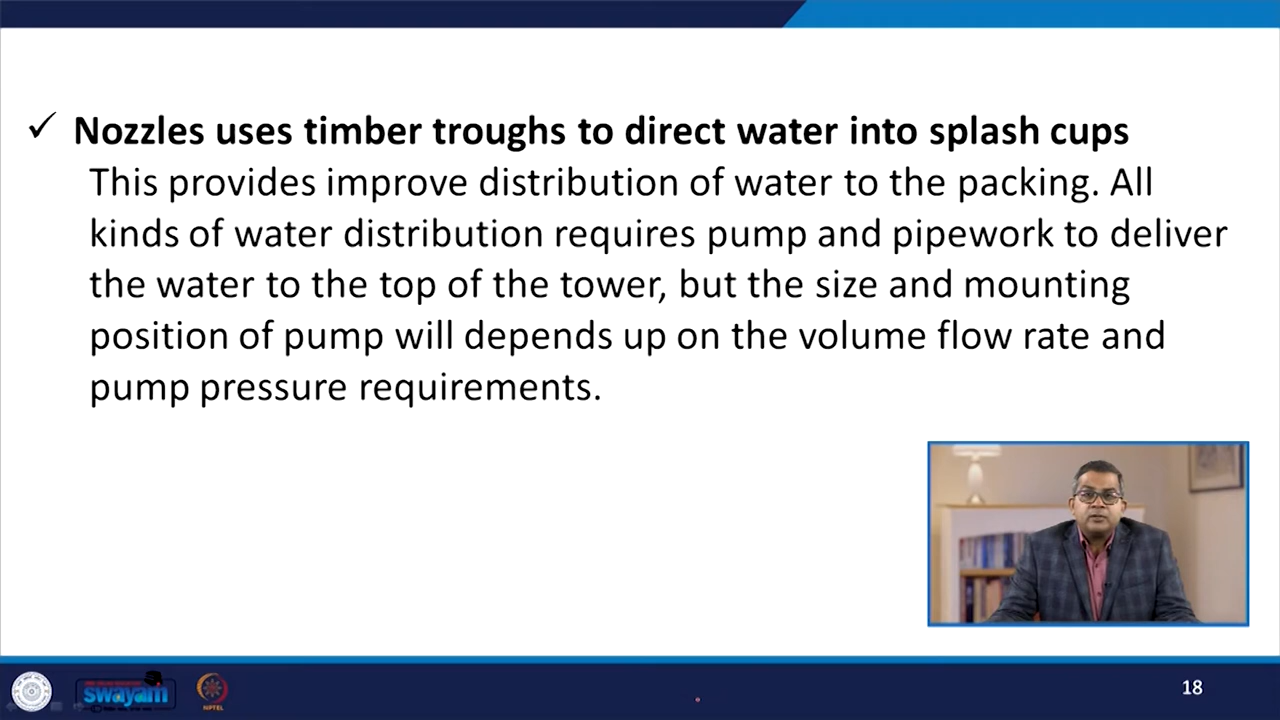 ✓ Nozzles uses timber troughs to direct water into splash cups
This provides improve distribution of water to the packing. All
kinds of water distribution requires pump and pipework to deliver
the water to the top of the tower, but the size and mounting
position of pump will depends up on the volume flow rate and
pump pressure requirements.
swayam
NPTEL
18